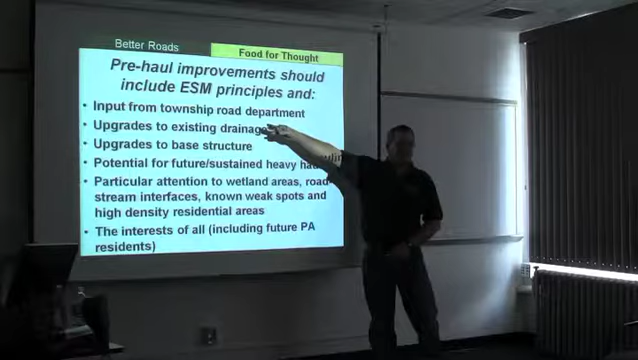 Better Roads
Food for Thought
Pre-haul improvements should
include ESM principles and:
• Input from township road department
• Upgrades to existing drainage
• Upgrades to base structure
• Potential for future/sustained heavy hauling
• Particular attention to wetland areas, road-
stream interfaces, known weak spots and
high density residential areas
• The interests of all (including future PA
residents)